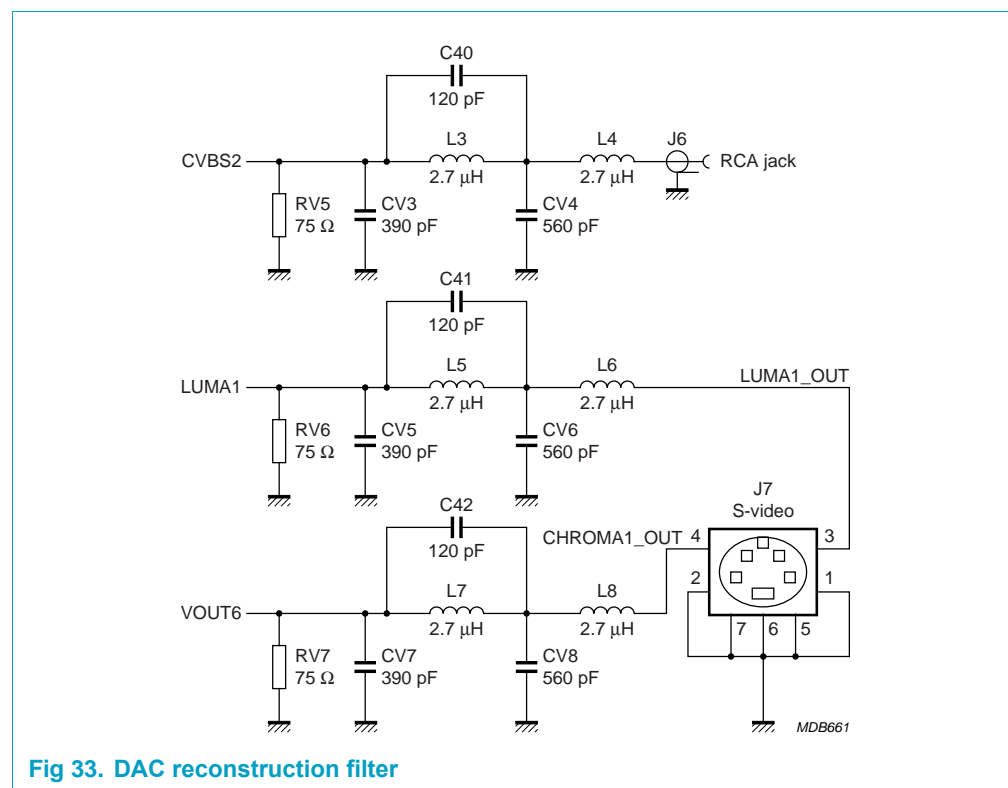 C40
120 pF
L3
L4
J6
CVBS2
2.7 μH
2.7 μH
RCA jack
RV5
75 Ω
CV3
390 pF
CV4
560 pF
C41
120 pF
L5
L6
LUMA1_OUT
LUMA1
2.7 μH
2.7 μH
RV6
75 Ω
CV5
390 pF
CV6
560 pF
J7
S-video
C42
120 pF
CHROMA1_OUT
4
3
2
1
L7
L8
VOUT6
2.7 μH
2.7 μH
7
6
5
RV7
75 Ω
CV7
390 pF
CV8
560 pF
MDB661
Fig 33. DAC reconstruction filter